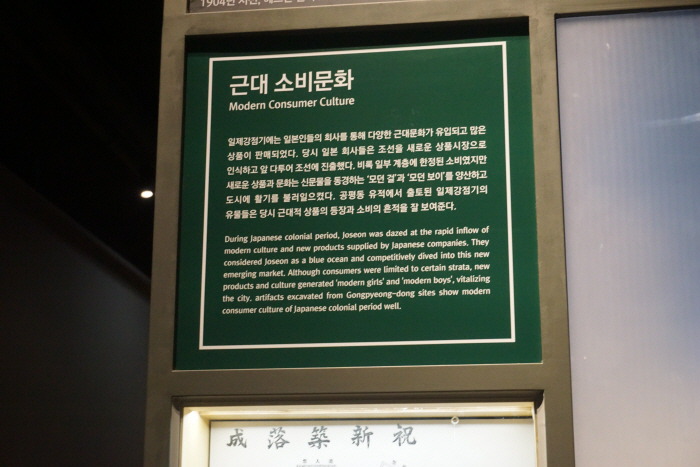 1904년 사진,
근대 소비문화
Modern Consumer Culture
일제강점기에는 일본인들의 회사를 통해 다양한 근대문화가 유입되고 많은
상품이 판매되었다. 당시 일본 회사들은 조선을 새로운 상품시장으로
인식하고 앞 다투어 조선에 진출했다. 비록 일부 계층에 한정된 소비였지만
새로운 상품과 문화는 신문물을 동경하는 '모던 걸'과 '모던 보이'를 양산하고
도시에 활기를 불러일으켰다. 공평동 유적에서 출토된 일제강점기의
유물들은 당시 근대적 상품의 등장과 소비의 흔적을 잘 보여준다.
During Japanese colonial period, Joseon was dazed at the rapid inflow of
modern culture and new products supplied by Japanese companies. They
considered Joseon as a blue ocean and competitively dived into this new
emerging market. Although consumers were limited to certain strata, new
products and culture generated 'modern girls' and 'modern boys', vitalizing
the city, artifacts excavated from Gongpyeong-dong sites show modern
consumer culture of Japanese colonial period well.
成落築新祝